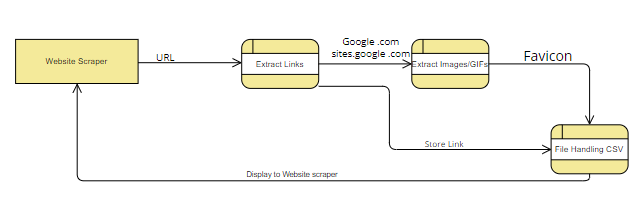 Google .com
sites.google .com
Website Scraper
URL
Extract Links
Extract Images/GIFs
Favicon
Store Link
File Handling CSV
Display to Website scraper